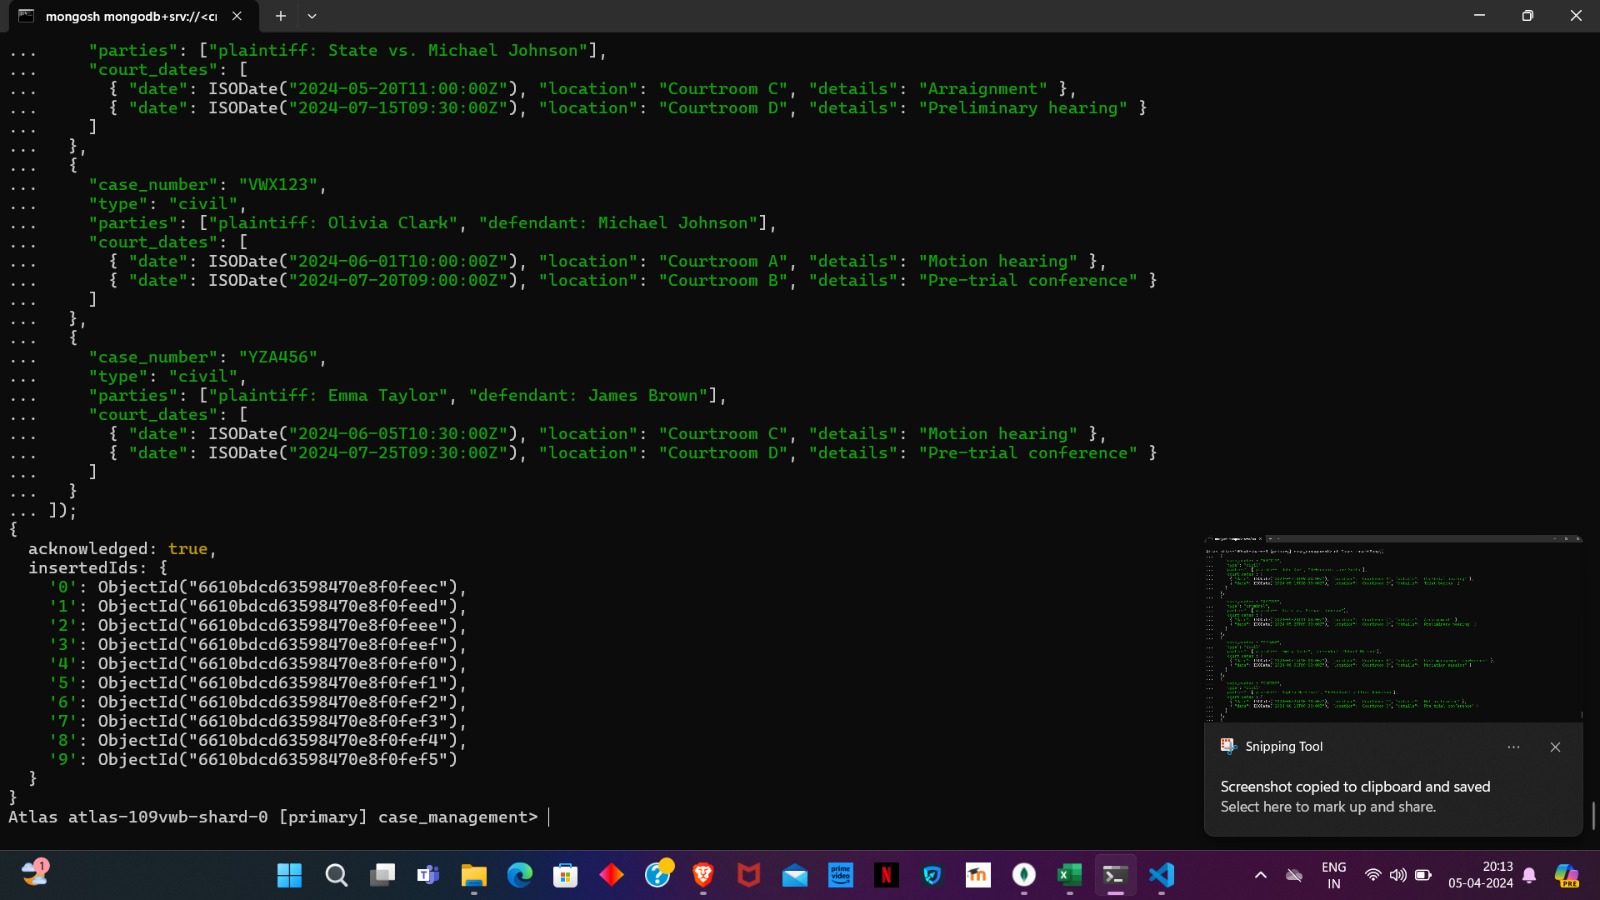 mongosh mongodb+srv://<c
...     "parties": ["plaintiff: State vs. Michael Johnson"],
...     "court_dates": [
...       { "date": ISODate("2024-05-20T11:00:00Z"), "location": "Courtroom C", "details": "Arraignment" },
...       { "date": ISODate("2024-07-15T09:30:00Z"), "location": "Courtroom D", "details": "Preliminary hearing" }
...     ]
...   },
...   {
...     "case_number": "VWX123",
...     "type": "civil",
...     "parties": ["plaintiff: Olivia Clark", "defendant: Michael Johnson"],
...     "court_dates": [
...       { "date": ISODate("2024-06-01T10:00:00Z"), "location": "Courtroom A", "details": "Motion hearing" },
...       { "date": ISODate("2024-07-20T09:00:00Z"), "location": "Courtroom B", "details": "Pre-trial conference" }
...     ]
...   },
...   {
...     "case_number": "YZA456",
...     "type": "civil",
...     "parties": ["plaintiff: Emma Taylor", "defendant: James Brown"],
...     "court_dates": [
...       { "date": ISODate("2024-06-05T10:30:00Z"), "location": "Courtroom C", "details": "Motion hearing" },
...       { "date": ISODate("2024-07-25T09:30:00Z"), "location": "Courtroom D", "details": "Pre-trial conference" }
...     ]
...   }
... ]);
{
  acknowledged: true,
  insertedIds: {
    '0': ObjectId("6610bdcd63598470e8f0feec"),
    '1': ObjectId("6610bdcd63598470e8f0feed"),
    '2': ObjectId("6610bdcd63598470e8f0feee"),
    '3': ObjectId("6610bdcd63598470e8f0feef"),
    '4': ObjectId("6610bdcd63598470e8f0fef0"),
    '5': ObjectId("6610bdcd63598470e8f0fef1"),
    '6': ObjectId("6610bdcd63598470e8f0fef2"),
    '7': ObjectId("6610bdcd63598470e8f0fef3"),
    '8': ObjectId("6610bdcd63598470e8f0fef4"),
    '9': ObjectId("6610bdcd63598470e8f0fef5")
  }
}
Atlas atlas-109vwb-shard-0 [primary] case_management>
Snipping Tool
Screenshot copied to clipboard and saved
Select here to mark up and share.
1
prime video
N
ENG
IN
20:13
05-04-2024
PRE